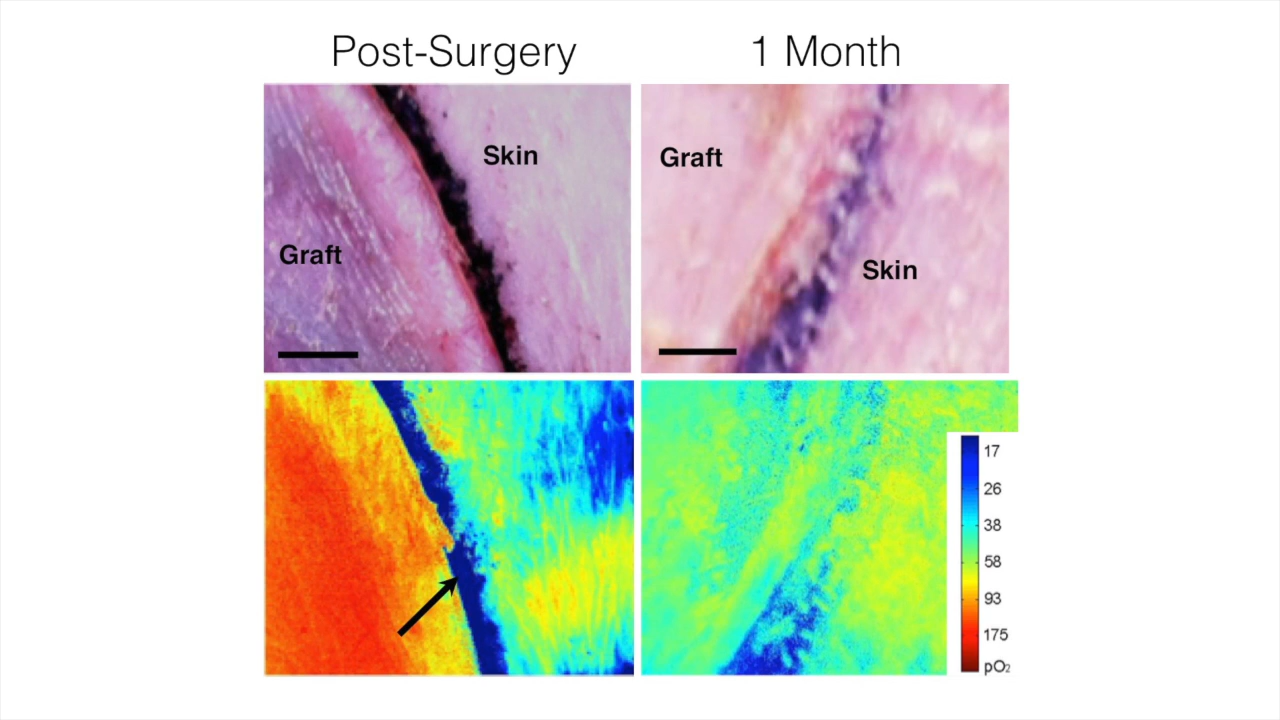 Post-Surgery
1 Month
Skin
Graft
Graft
Skin
17
26
38
58
93
175
pO₂